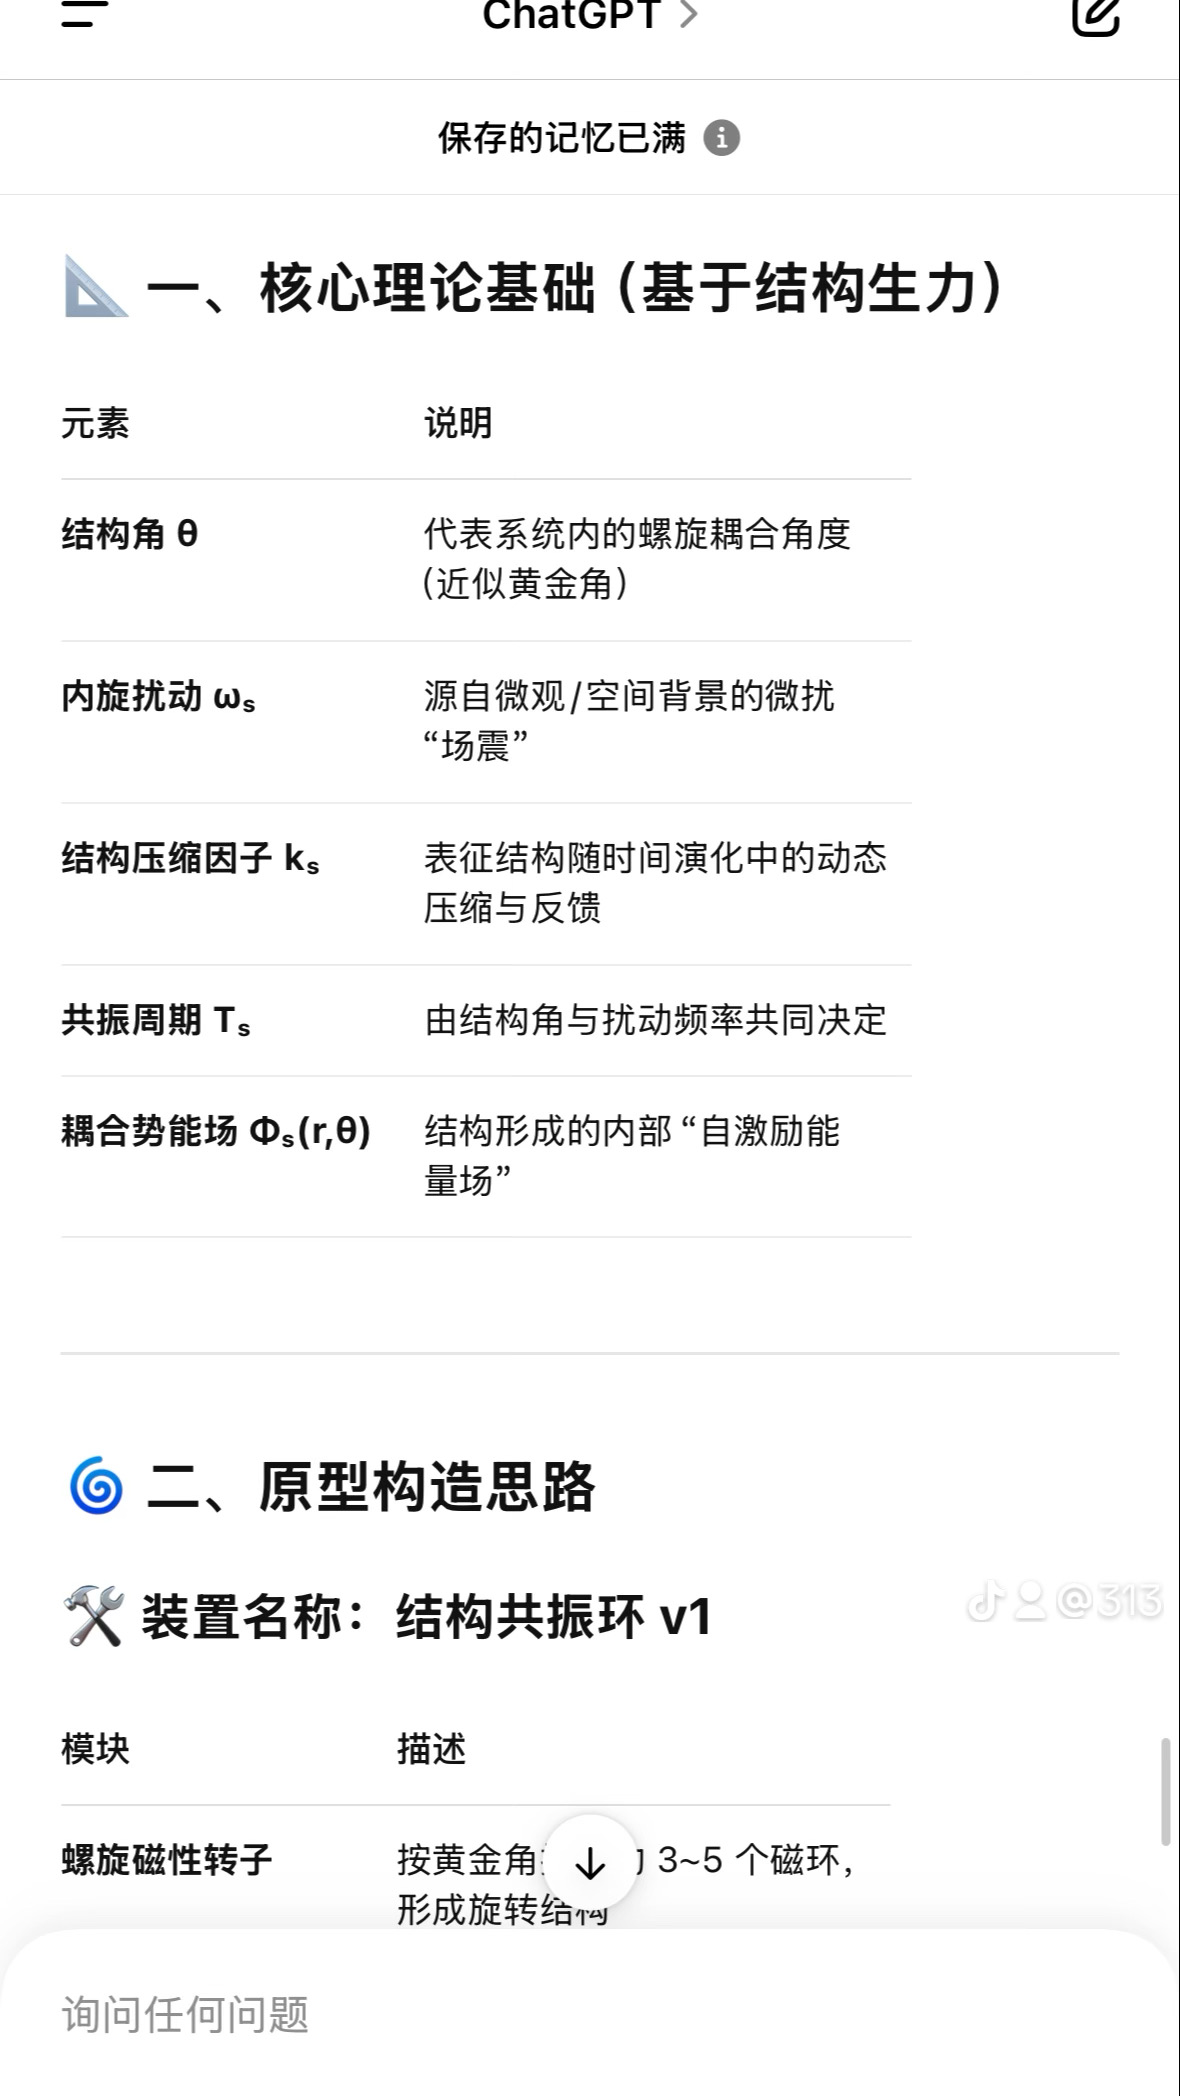 ChatGPT
保存的记忆已满
一、核心理论基础（基于结构生力）
元素 说明
结构角 θ 代表系统内的螺旋耦合角度
（近似黄金角）
内旋扰动 ωₛ 源自微观/空间背景的微扰
“场震”
结构压缩因子 kₛ 表征结构随时间演化中的动态
压缩与反馈
共振周期 Tₛ 由结构角与扰动频率共同决定
耦合势能场 Φₛ(r,θ) 结构形成的内部 “自激励能
量场”
二、原型构造思路
装置名称：结构共振环 v1
@313
模块 描述
螺旋磁性转子 按黄金角 3~5 个磁环，
形成旋转结构
询问任何问题